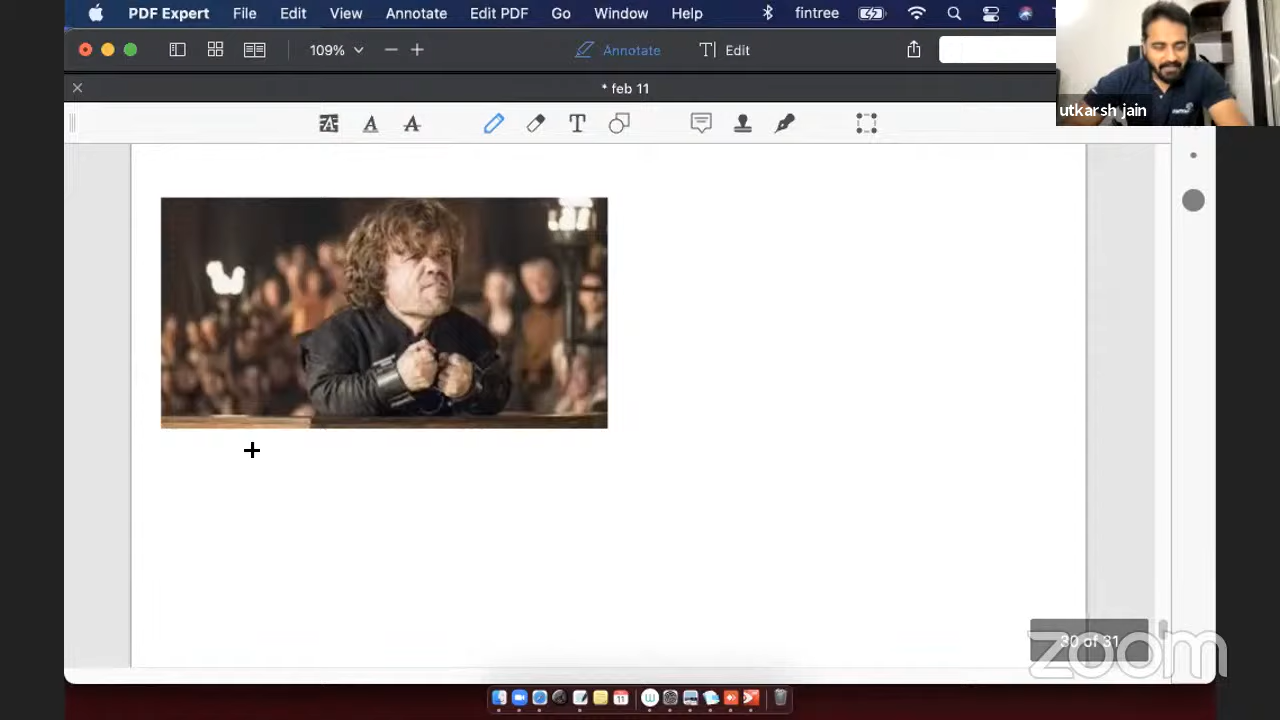 PDF Expert File Edit View Annotate Edit PDF Go Window Help fintree
109% Annotate T| Edit
utkarsh jain
* feb 11
A A A T
30 of 31
zoom
11